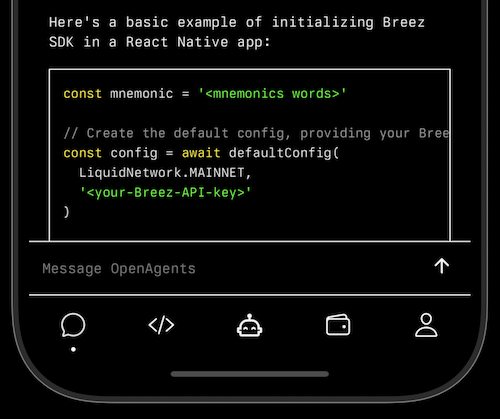 Here's a basic example of initializing Breez
SDK in a React Native app:
const mnemonic = '<mnemonics words>'
// Create the default config, providing your Bree
const config = await defaultConfig(
LiquidNetwork.MAINNET,
'<your-Breez-API-key>'
)
Message OpenAgents